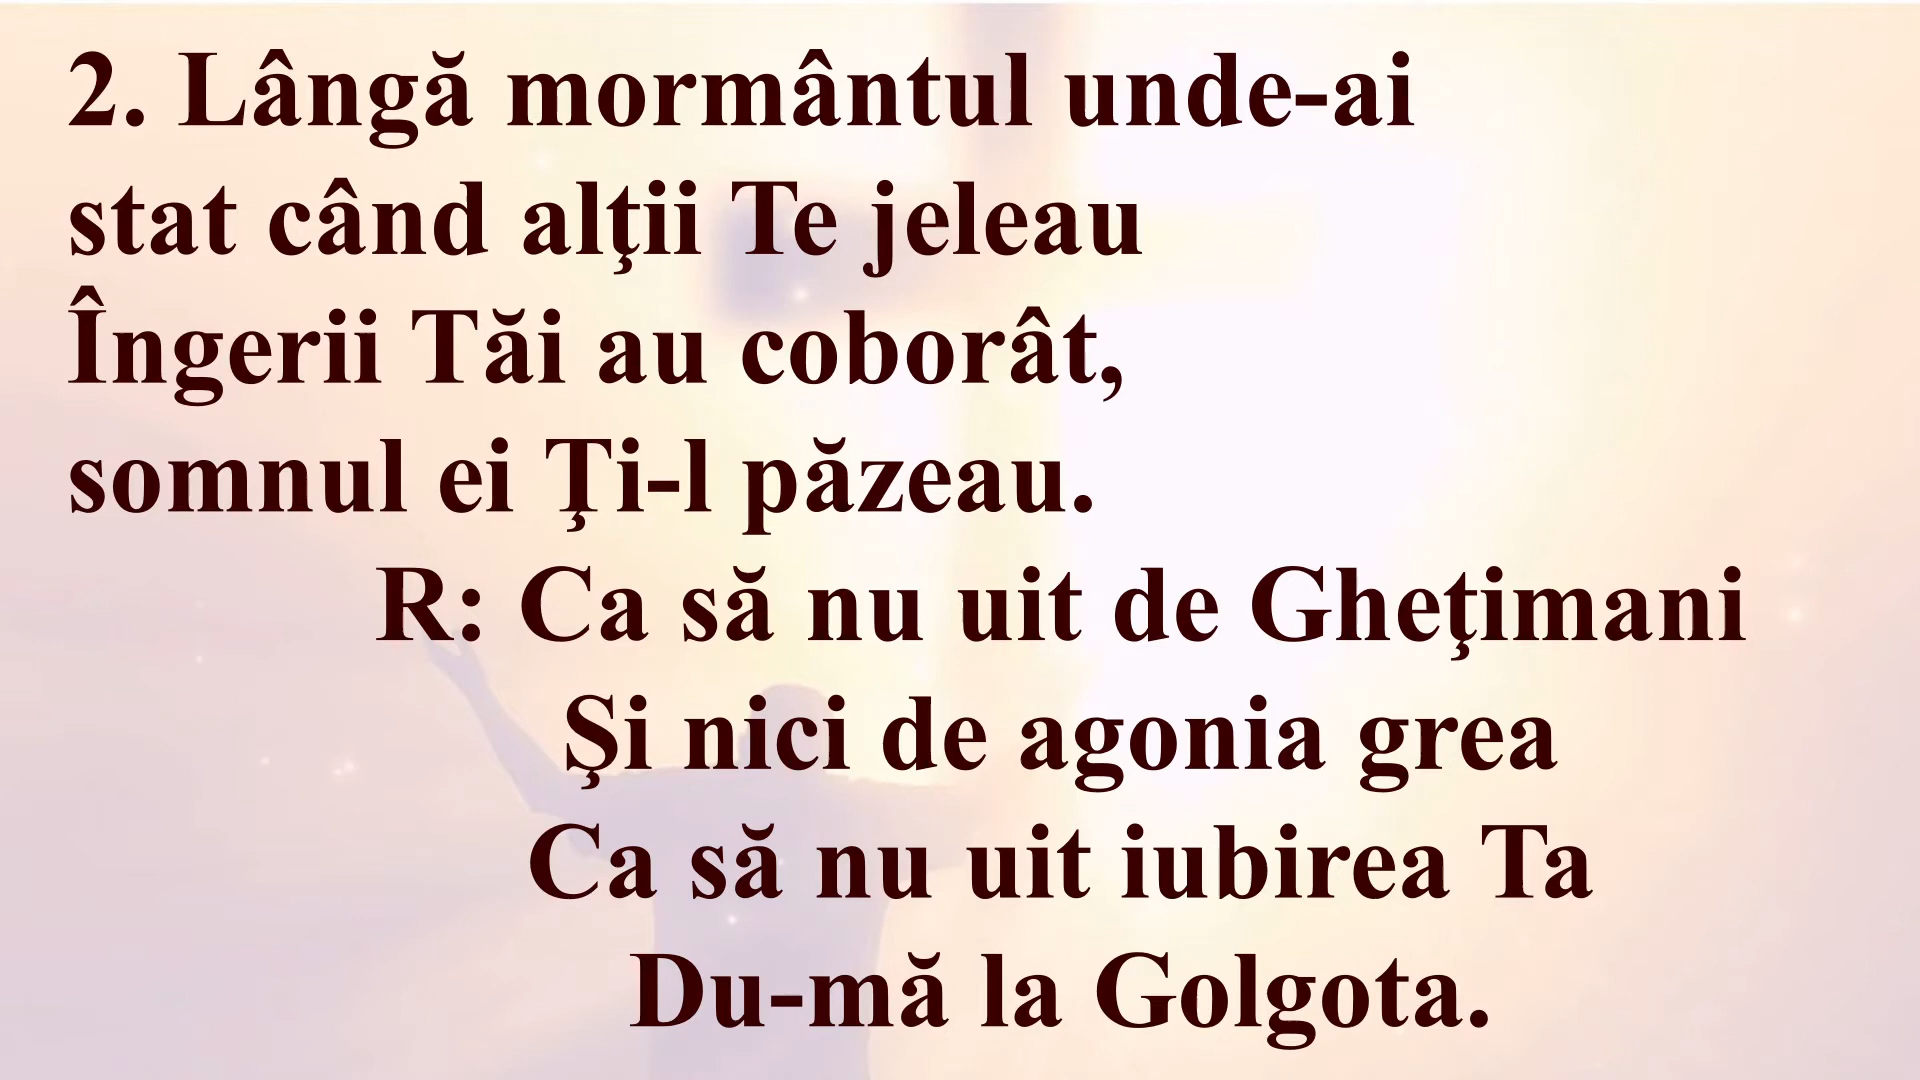 2. Lângă mormântul unde-ai
stat când alţii Te jeleau
Îngerii Tăi au coborât,
somnul ei Ţi-l păzeau.
R: Ca să nu uit de Gheţimani
Şi nici de agonia grea
Ca să nu uit iubirea Ta
Du-mă la Golgota.